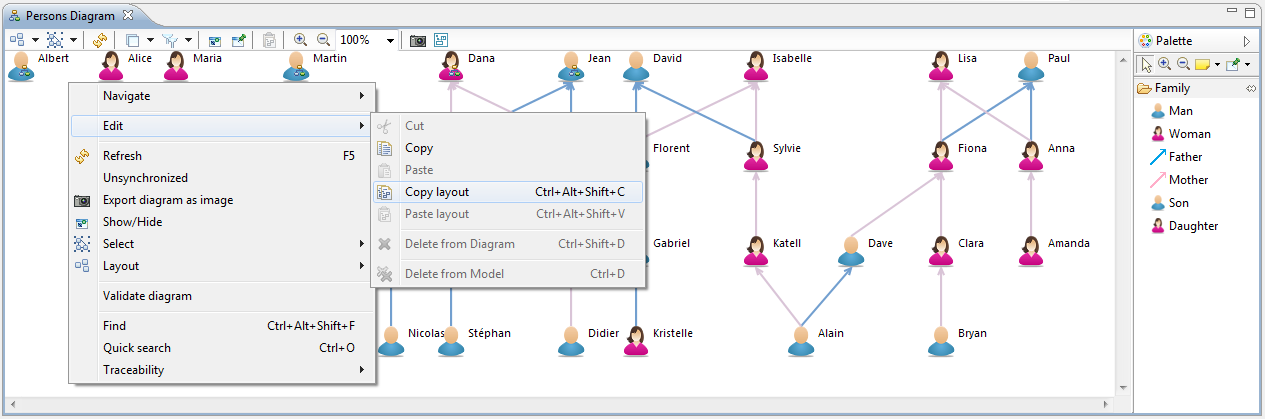 Persons Diagram
100%
Palette
Albert
Alice
Maria
Martin
Dana
Jean
David
Isabelle
Lisa
Paul
Family
Man
Woman
Father
Mother
Son
Daughter
Navigate
Edit
Refresh F5
Unsynchronized
Export diagram as image
Show/Hide
Select
Layout
Validate diagram
Find Ctrl+Alt+Shift+F
Quick search Ctrl+O
Traceability
Cut
Copy
Paste
Copy layout Ctrl+Alt+Shift+C
Paste layout Ctrl+Alt+Shift+V
Delete from Diagram Ctrl+Shift+D
Delete from Model Ctrl+D
Florent
Sylvie
Fiona
Anna
Gabriel
Katell
Dave
Clara
Amanda
Nicolas
Stéphan
Didier
Kristelle
Alain
Bryan